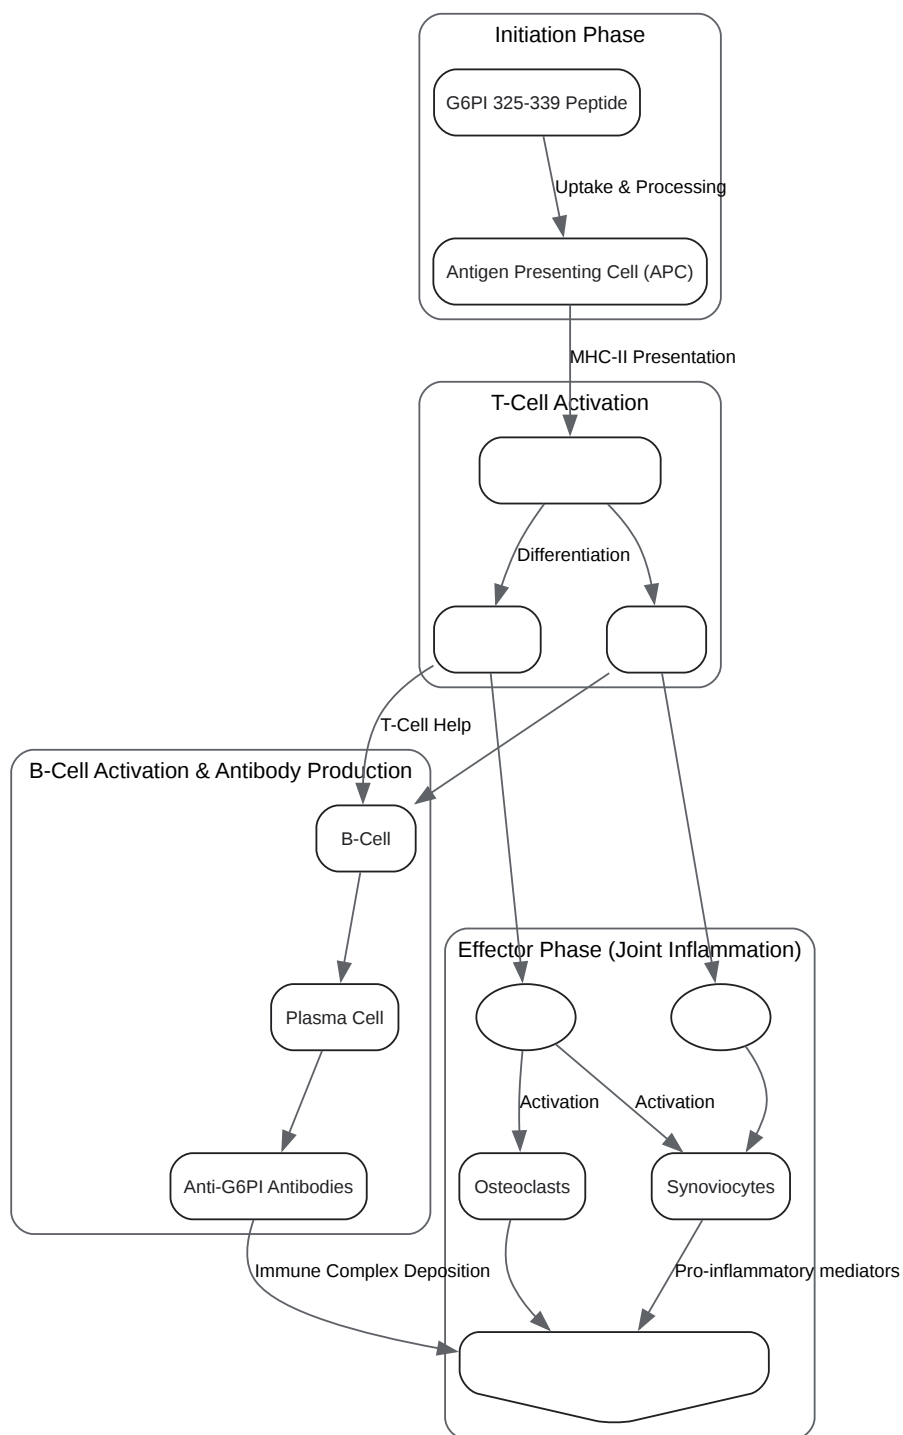 Initiation Phase
G6PI 325-339 Peptide
Uptake & Processing
Antigen Presenting Cell (APC)
MHC-II Presentation
T-Cell Activation
Differentiation
T-Cell Help
B-Cell Activation & Antibody Production
B-Cell
Effector Phase (Joint Inflammation)
Plasma Cell
Activation
Activation
Anti-G6PI Antibodies
Osteoclasts
Synoviocytes
Immune Complex Deposition
Pro-inflammatory mediators